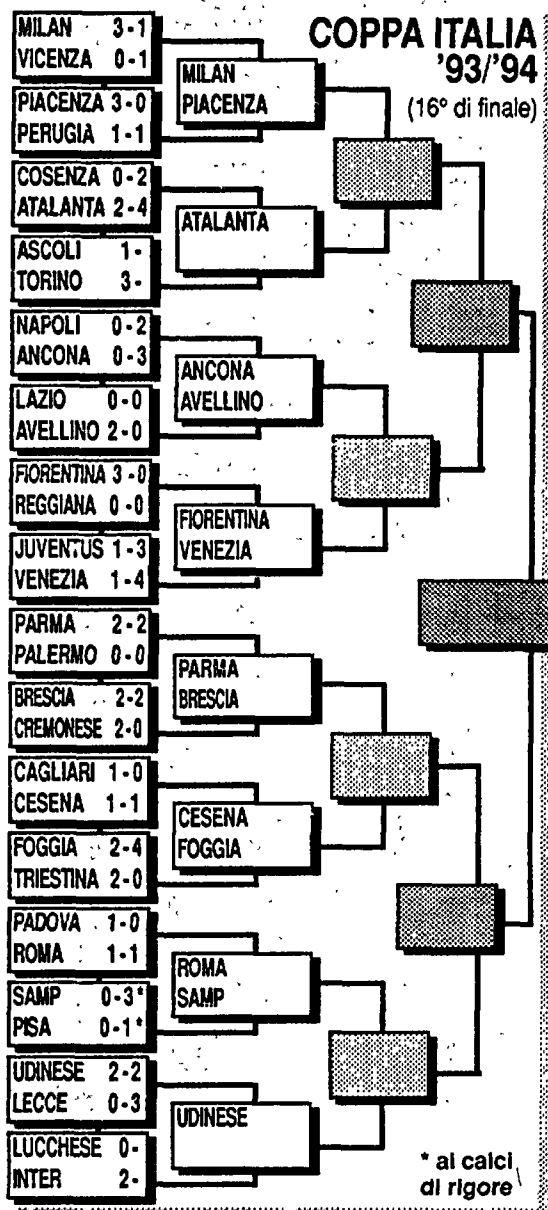 COPPA ITALIA
'93/'94
(16º di finale)
MILAN 3-1
VICENZA 0-1
PIACENZA 3-0
PERUGIA 1-1
COSENZA 0-2
ATALANTA 2-4
ASCOLI 1-
TORINO 3-
NAPOLI 0-2
ANCONA 0-3
LAZIO 0-0
AVELLINO 2-0
FIORENTINA 3-0
REGGIANA 0-0
JUVENTUS 1-3
VENEZIA 1-4
PARMA 2-2
PALERMO 0-0
BRESCIA 2-2
CREMONESE 2-0
CAGLIARI 1-0
CESENA 1-1
FOGGIA 2-4
TRIESTINA 2-0
PADOVA 1-0
ROMA 1-1
SAMP 0-3*
PISA 0-1*
UDINESE 2-2
LECCE 0-3
LUCCHESE 0-
INTER 2-
MILAN
PIACENZA
ATALANTA
ANCONA
AVELLINO
FIORENTINA
VENEZIA
PARMA
BRESCIA
CESENA
FOGGIA
ROMA
SAMP
UDINESE
* ai calci
di rigore